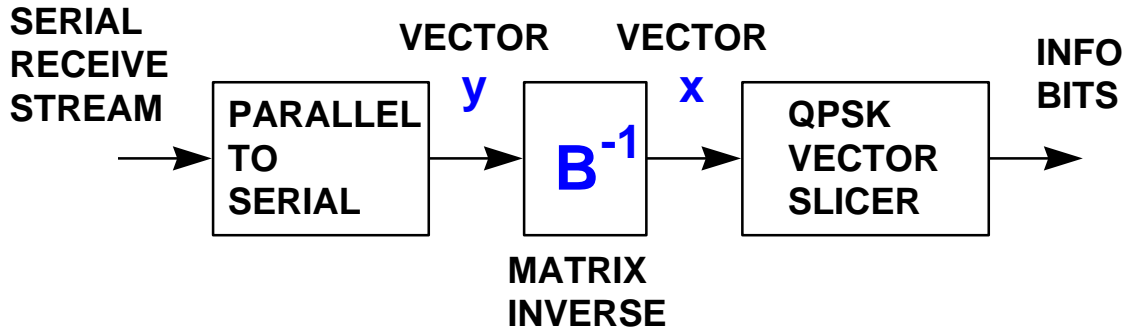 SERIAL
RECEIVE
STREAM
PARALLEL
TO
SERIAL
VECTOR
y
B-1
MATRIX
INVERSE
VECTOR
x
QPSK
VECTOR
SLICER
INFO
BITS